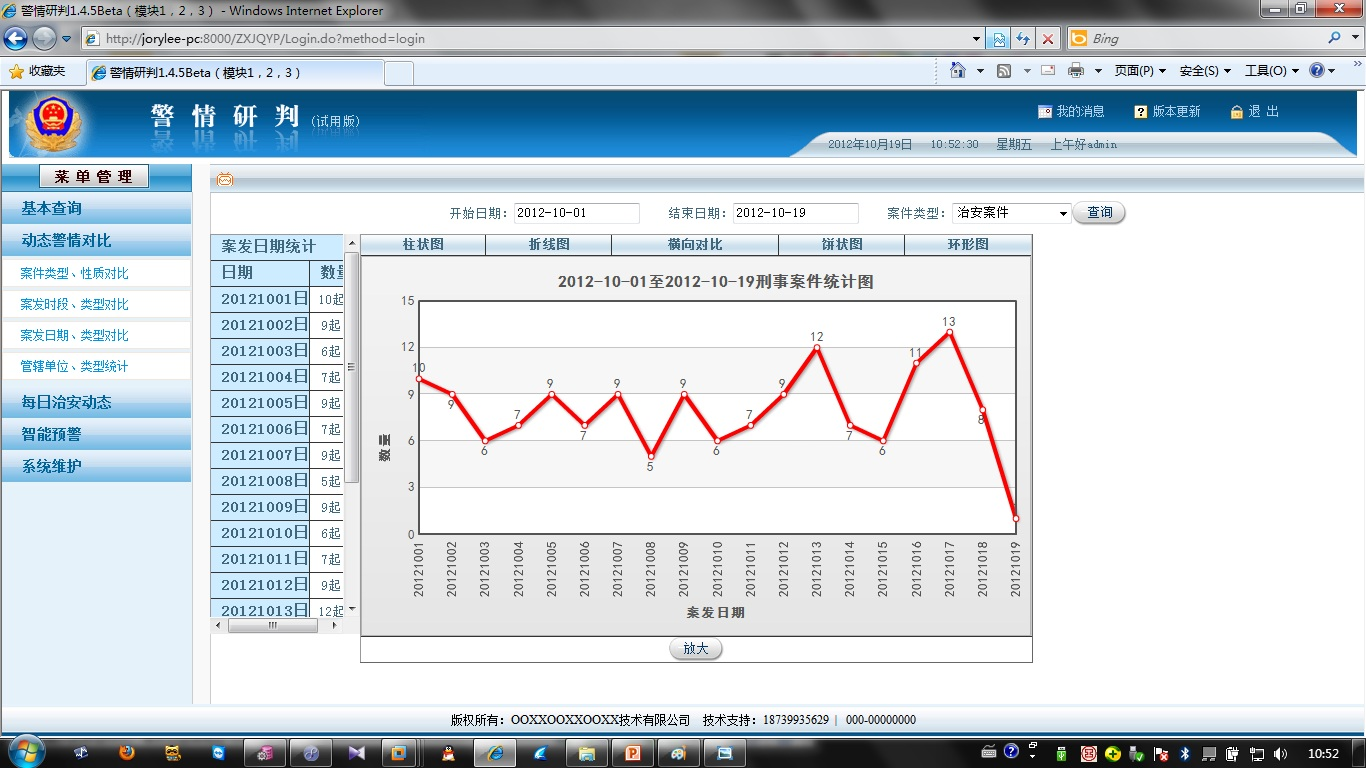 警情研判1.4.5Beta（模块1，2，3） - Windows Internet Explorer
http://jorylee-pc:8000/ZXJQYP/Login.do?method=login
Bing
收藏夹
警情研判1.4.5Beta（模块1，2，3）
页面(P)
安全(S)
工具(O)
警情研判(试用版)
我的消息
版本更新
退 出
2012年10月19日 10:52:30 星期五 上午好admin
菜单管理
基本查询
动态警情对比
案件类型、性质对比
案发时段、类型对比
案发日期、类型对比
管辖单位、类型统计
每日治安动态
智能预警
系统维护
开始日期: 2012-10-01 结束日期: 2012-10-19 案件类型: 治安案件 查询
案发日期统计
日期 数量
20121001日 10起
20121002日 9起
20121003日 6起
20121004日 7起
20121005日 9起
20121006日 7起
20121007日 9起
20121008日 5起
20121009日 9起
20121010日 6起
20121011日 7起
20121012日 9起
20121013日 12起
柱状图 折线图 横向对比 饼状图 环形图
2012-10-01至2012-10-19刑事案件统计图
15
12
9
6
3
0
数量
10
9
6
7
9
7
9
5
9
6
7
9
12
7
6
11
13
8
20121001
20121002
20121003
20121004
20121005
20121006
20121007
20121008
20121009
20121010
20121011
20121012
20121013
20121014
20121015
20121016
20121017
20121018
20121019
案发日期
放大
版权所有：OOXXOOXXOOXX技术有限公司 技术支持：18739935629 | 000-00000000
10:52